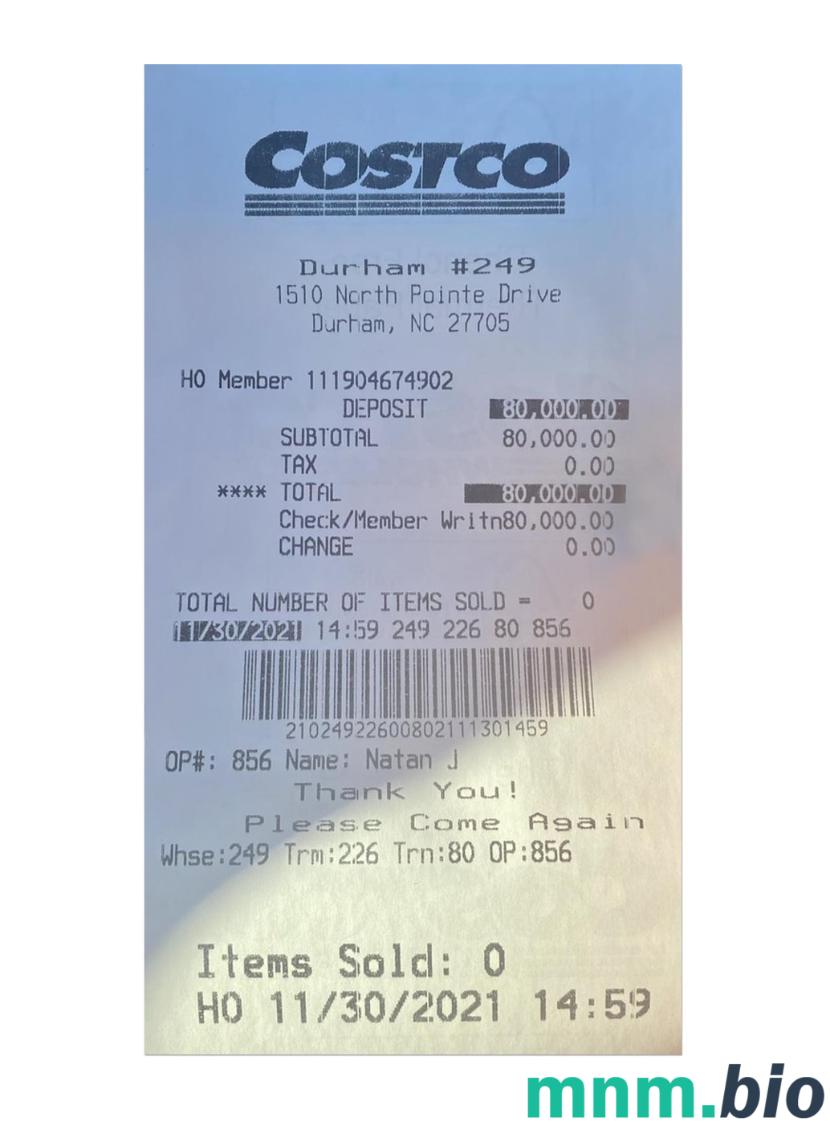 COSTCO
Durham #249
1510 North Pointe Drive
Durham, NC 27705
HO Member 111904674902
DEPOSIT 80,000.00
SUBTOTAL 80,000.00
TAX 0.00
**** TOTAL 80,000.00
Check/Member Writn80,000.00
CHANGE 0.00
TOTAL NUMBER OF ITEMS SOLD = 0
11/30/2021 14:59 249 226 80 856
21024922600802111301459
OP#: 856 Name: Natan J
Thank You!
Please Come Again
Whse:249 Trm:226 Trn:80 OP:856
Items Sold: 0
HO 11/30/2021 14:59
mnm.bio